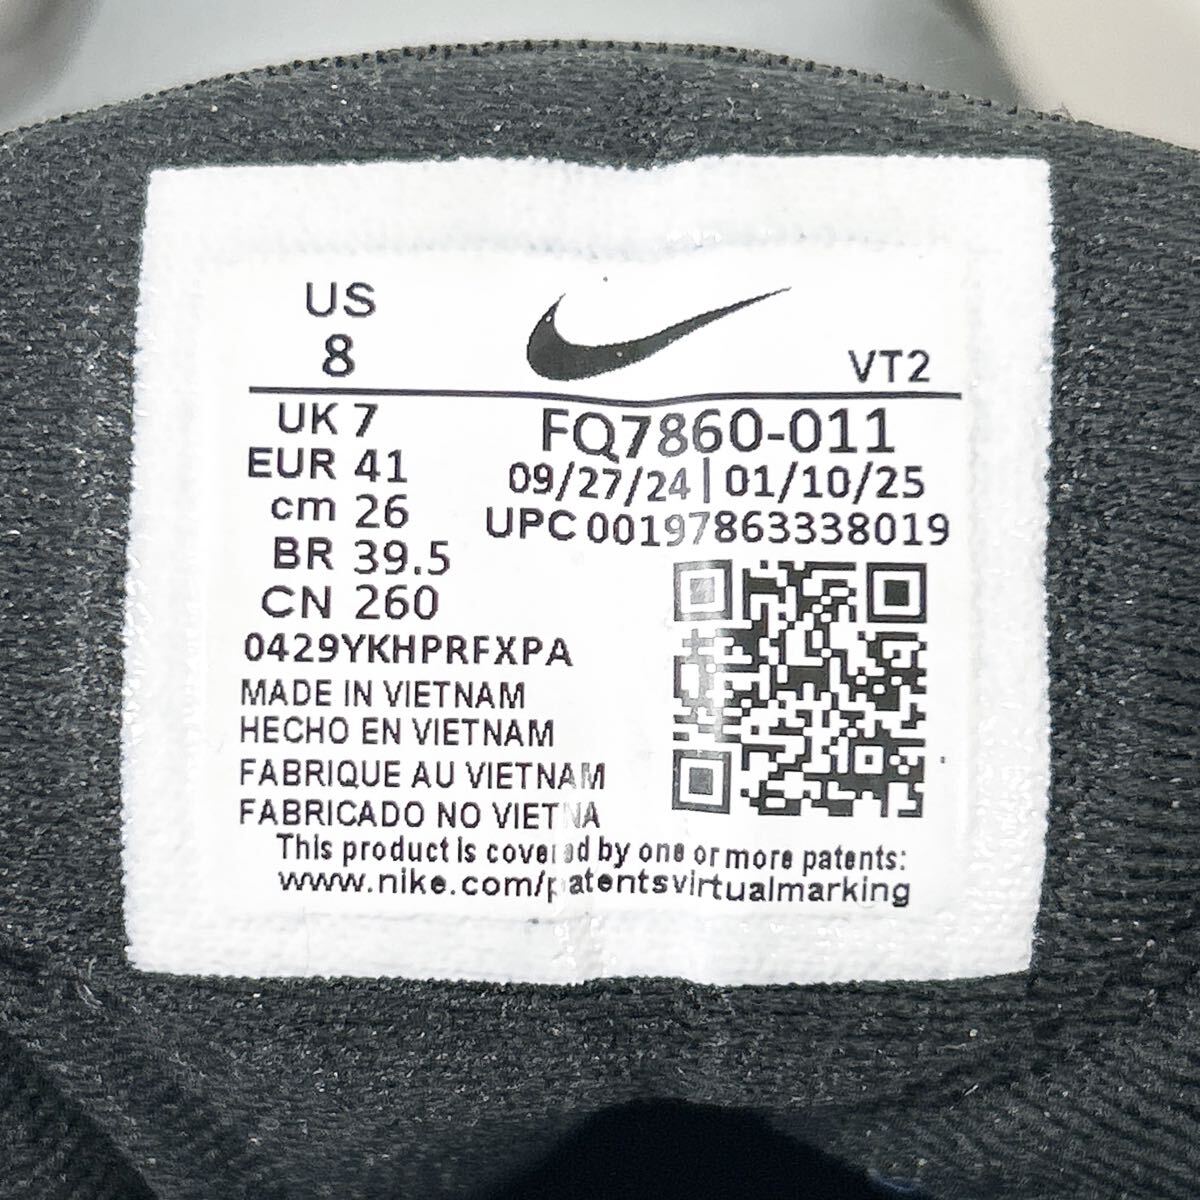 US
8
VT2
UK 7
EUR 41
cm 26
BR 39.5
CN 260
FQ7860-011
09/27/24 | 01/10/25
UPC 00197863338019
0429YKHPRFXPA
MADE IN VIETNAM
HECHO EN VIETNAM
FABRIQUE AU VIETNAM
FABRICADO NO VIETNA
This product is covered by one or more patents:
www.nike.com/patentsvirtualmarking